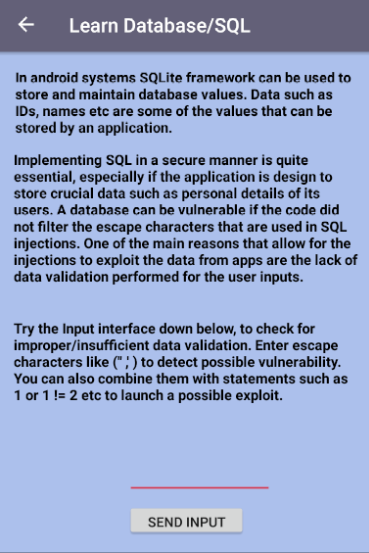 Learn Database/SQL
In android systems SQLite framework can be used to
store and maintain database values. Data such as
IDs, names etc are some of the values that can be
stored by an application.
Implementing SQL in a secure manner is quite
essential, especially if the application is design to
store crucial data such as personal details of its
users. A database can be vulnerable if the code did
not filter the escape characters that are used in SQL
injections. One of the main reasons that allow for the
injections to exploit the data from apps are the lack of
data validation performed for the user inputs.
Try the Input interface down below, to check for
improper/insufficient data validation. Enter escape
characters like (" ;' ) to detect possible vulnerability.
You can also combine them with statements such as
1 or 1 != 2 etc to launch a possible exploit.
SEND INPUT